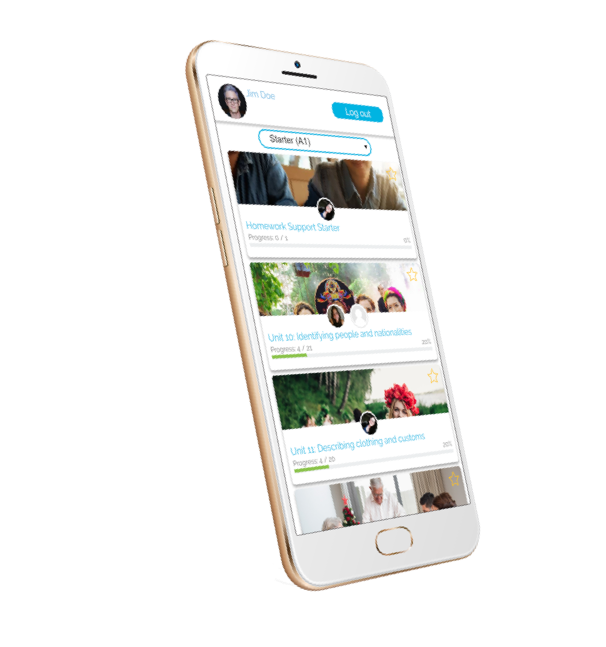 Jim Doe
Log out
Starter (A1)
Homework Support Starter
Progress: 0 / 1
0%
Unit 10: Identifying people and nationalities
Progress: 4 / 21
20%
Unit 11: Describing clothing and customs
Progress: 4 / 20
20%